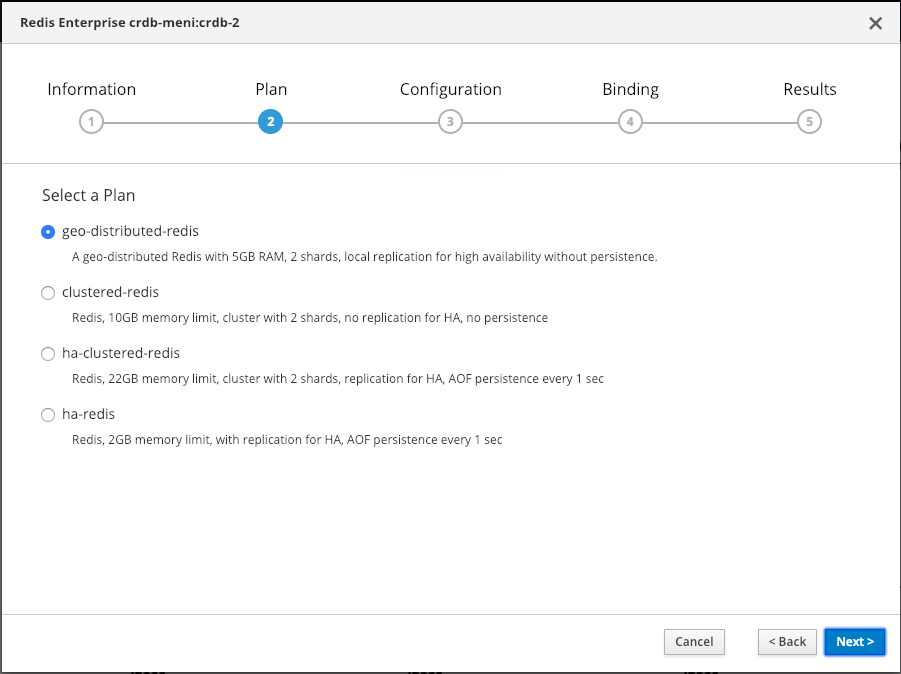 Redis Enterprise crdb-meni:crdb-2
Information Plan Configuration Binding Results
1 2 3 4 5
Select a Plan
geo-distributed-redis
A geo-distributed Redis with 5GB RAM, 2 shards, local replication for high availability without persistence.
clustered-redis
Redis, 10GB memory limit, cluster with 2 shards, no replication for HA, no persistence
ha-clustered-redis
Redis, 22GB memory limit, cluster with 2 shards, replication for HA, AOF persistence every 1 sec
ha-redis
Redis, 2GB memory limit, with replication for HA, AOF persistence every 1 sec
Cancel < Back Next >